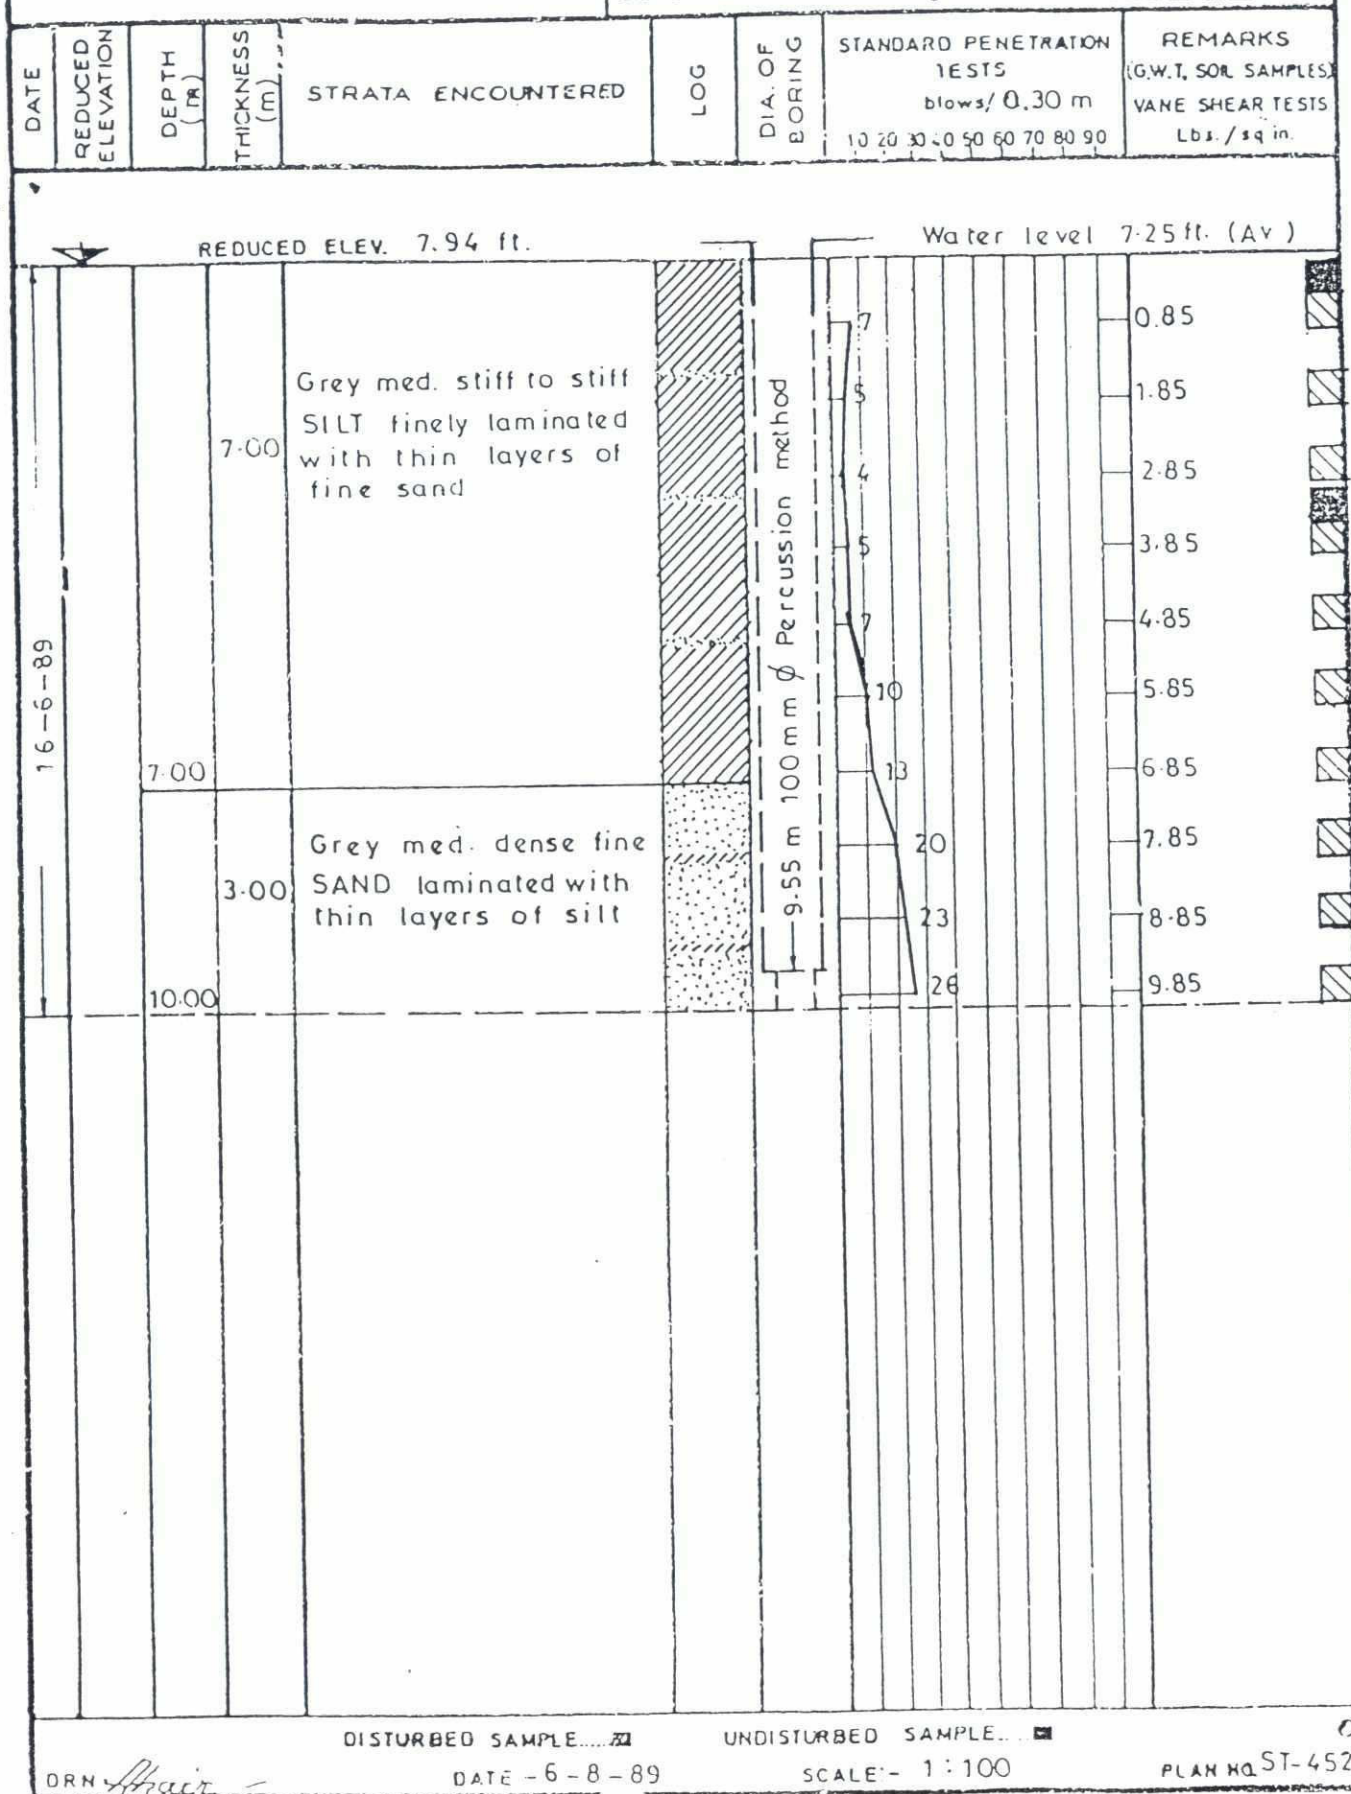 DATE
REDUCED ELEVATION
DEPTH (m)
THICKNESS (m)
STRATA ENCOUNTERED
LOG
DIA. OF BORING
STANDARD PENETRATION
TESTS
blows/ 0.30 m
10 20 30 40 50 60 70 80 90
REMARKS
(G.W.T, SOIL SAMPLES)
VANE SHEAR TESTS
Lbs./sq in.
REDUCED ELEV. 7.94 ft.
Water level 7.25 ft. (Av)
16-6-89
7.00
Grey med. stiff to stiff
SILT finely laminated
with thin layers of
fine sand
7.00
3.00
Grey med. dense fine
SAND laminated with
thin layers of silt
10.00
9.55 m 100 mm ϕ Percussion method
7 0.85
5 1.85
4 2.85
5 3.85
7 4.85
10 5.85
13 6.85
20 7.85
23 8.85
26 9.85
DISTURBED SAMPLE.....
UNDISTURBED SAMPLE....
DRN
DATE - 6 - 8 - 89
SCALE:- 1:100
PLAN NO. ST-452